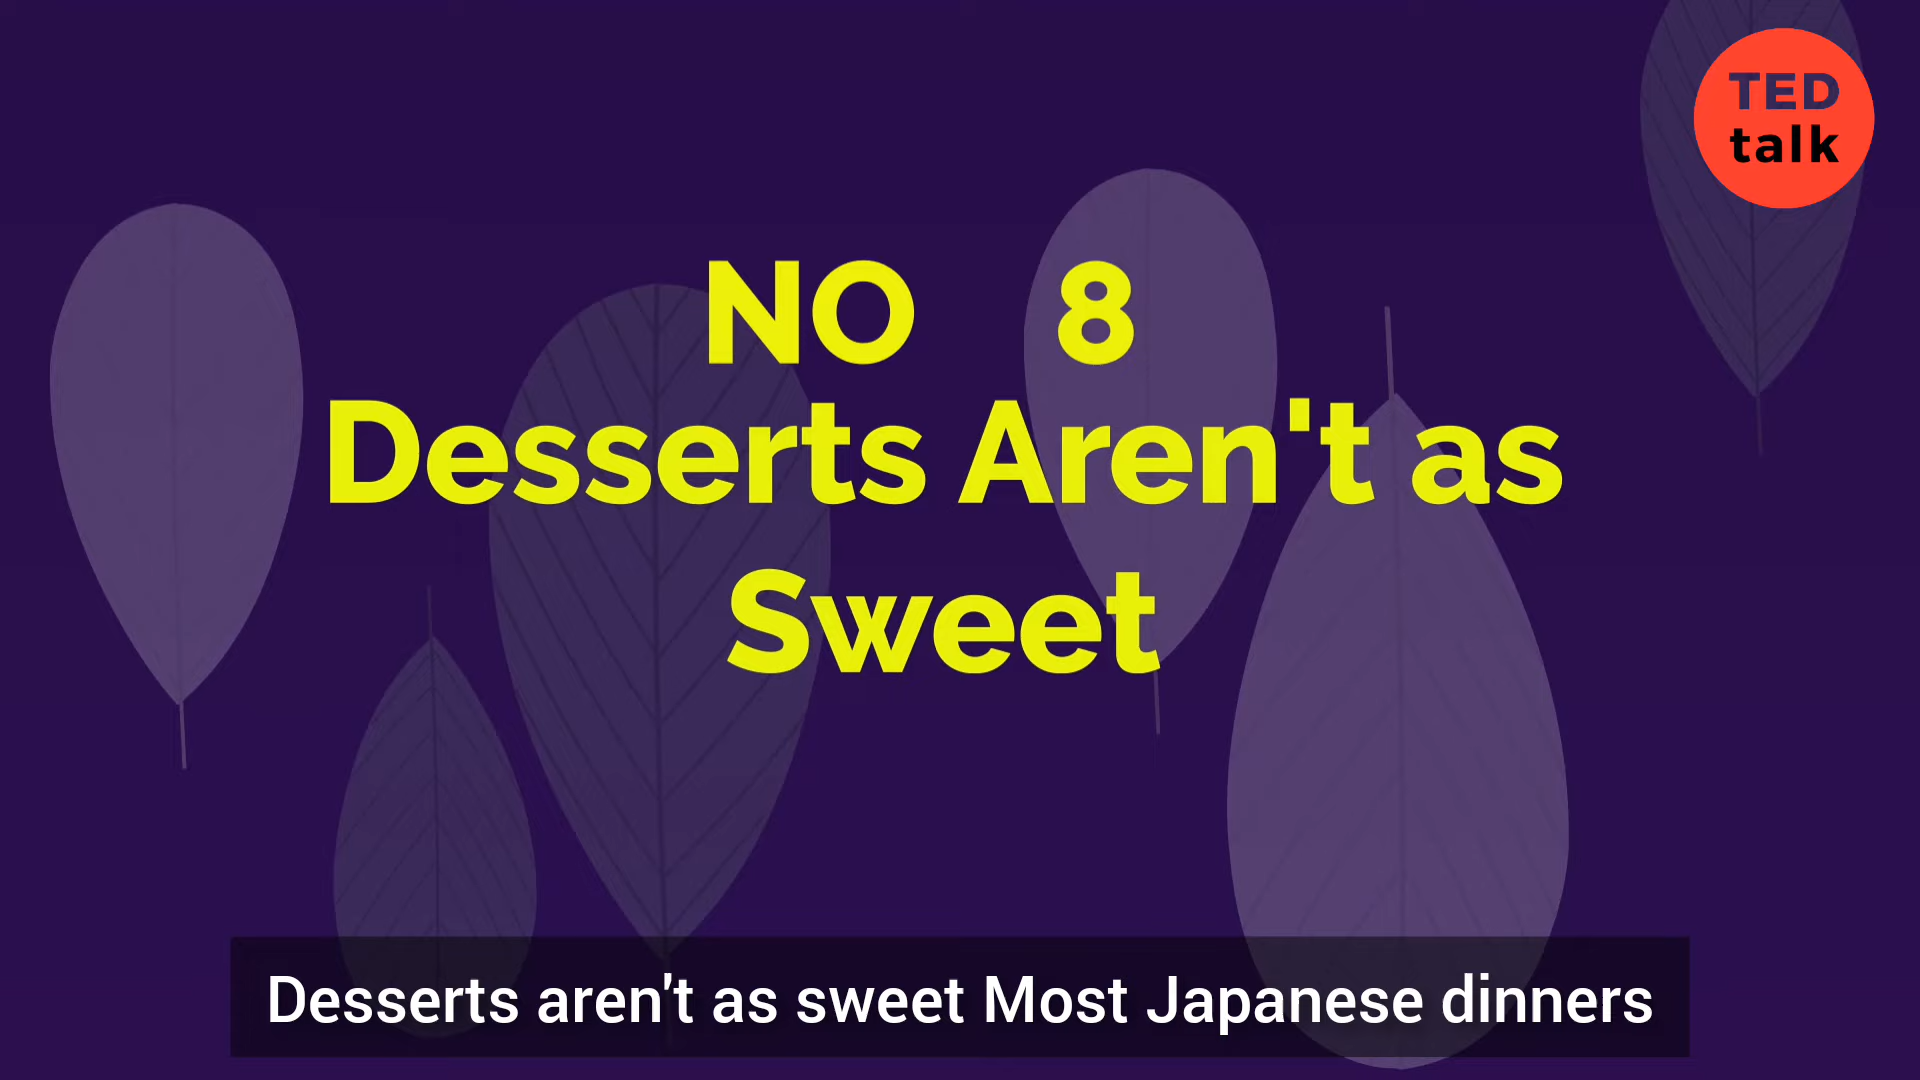 TED
talk
NO 8
Desserts Aren't as
Sweet
Desserts aren't as sweet Most Japanese dinners